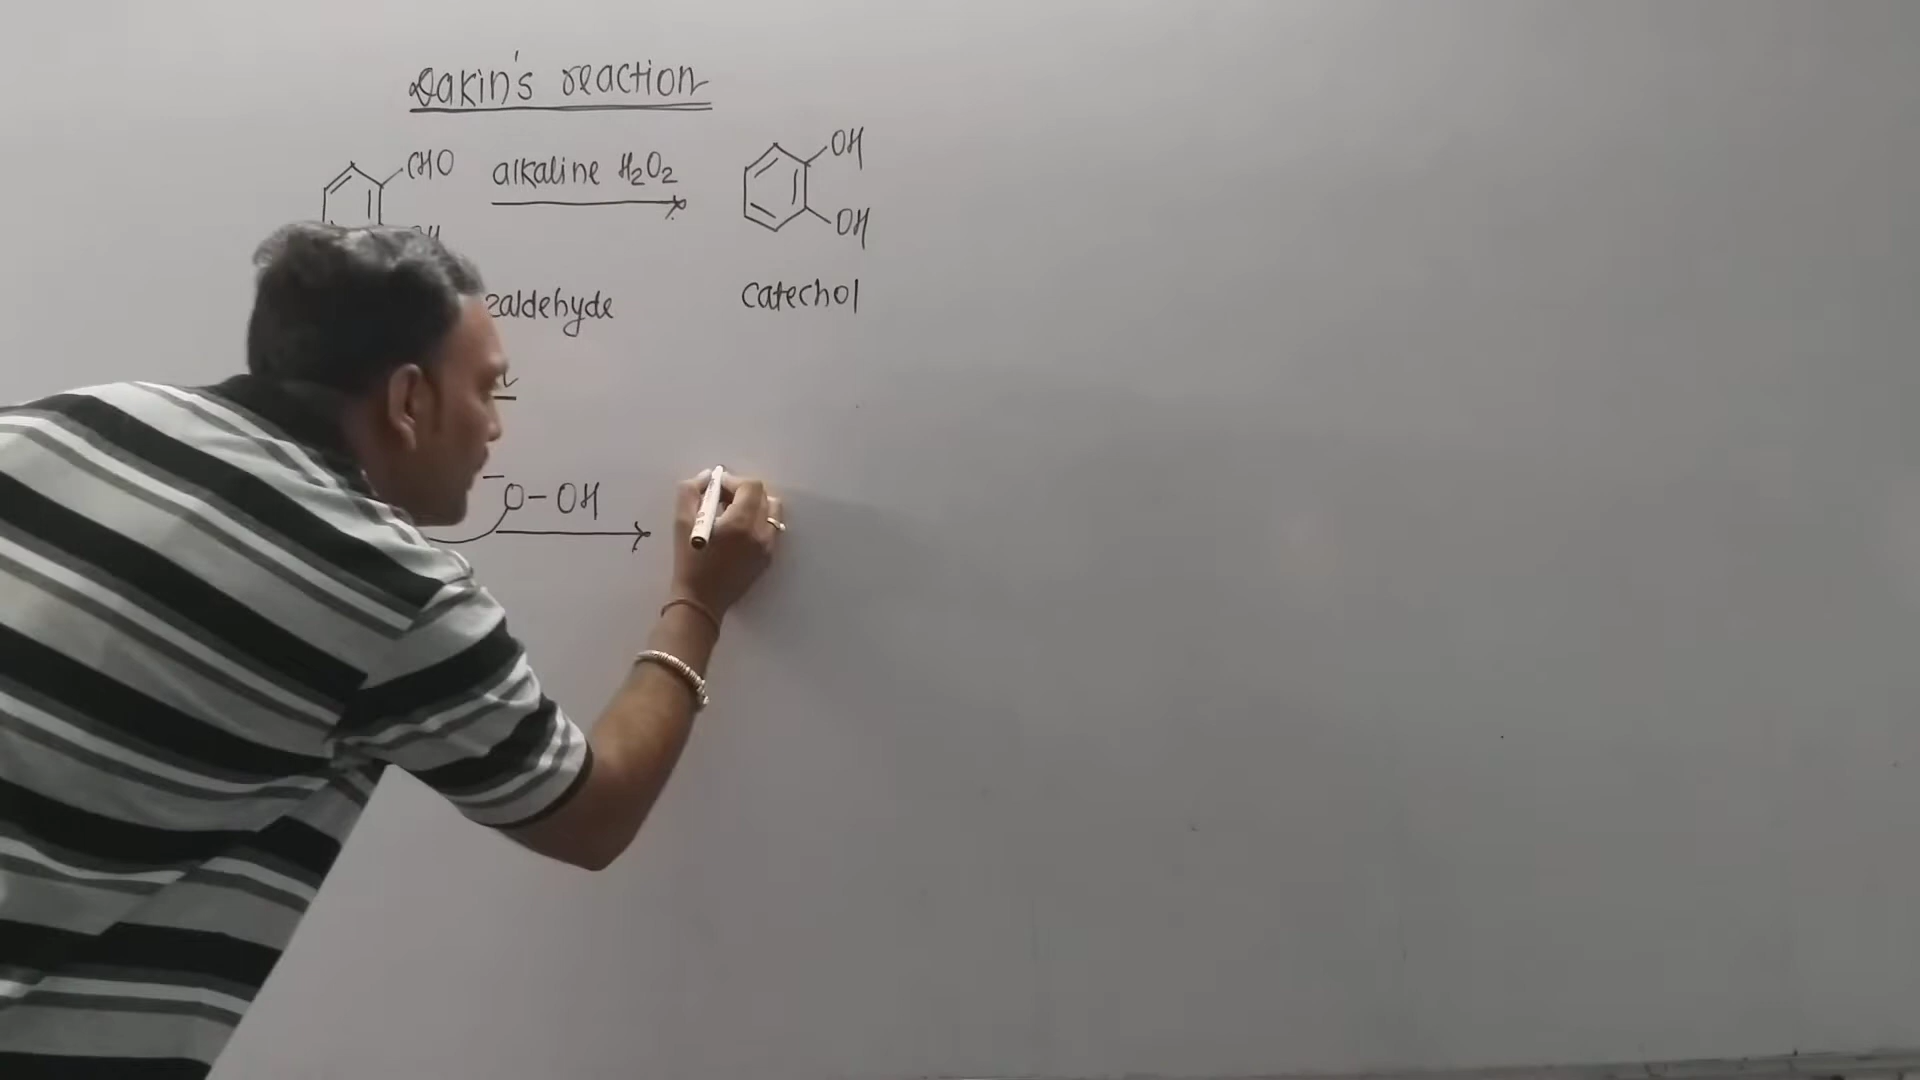 Dakin's reaction
CHO alkaline H2O2 OH
OH
zaldehyde catechol
⁻O-OH